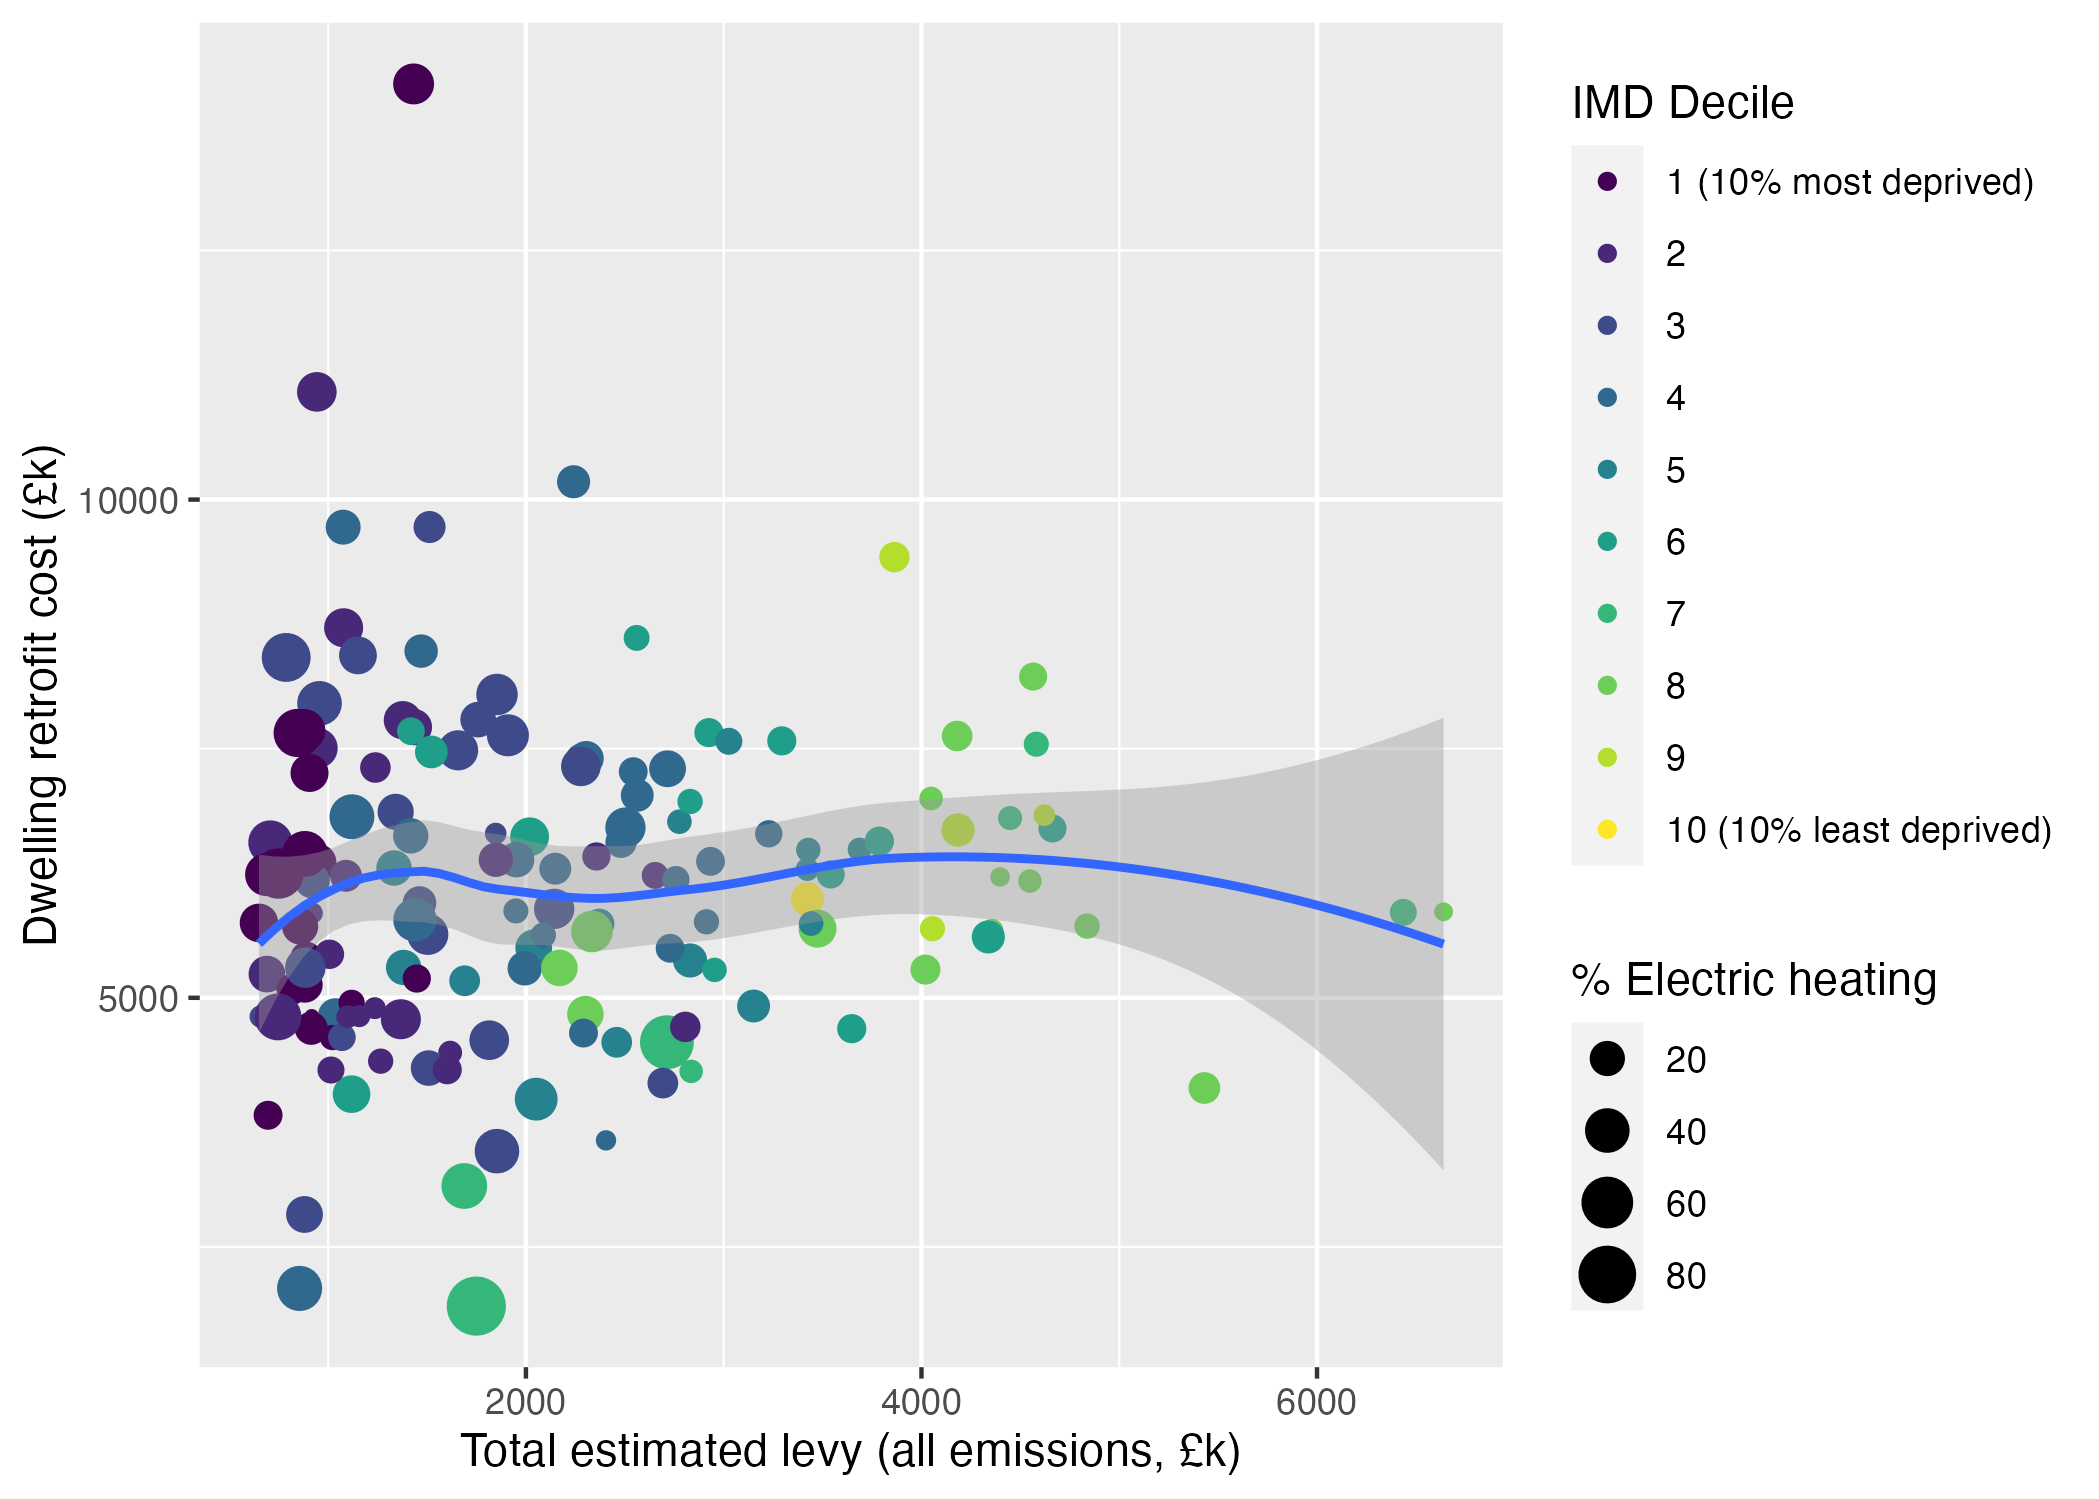 Dwelling retrofit cost (£k)
10000
5000
2000
4000
6000
Total estimated levy (all emissions, £k)
IMD Decile
1 (10% most deprived)
2
3
4
5
6
7
8
9
10 (10% least deprived)
% Electric heating
20
40
60
80